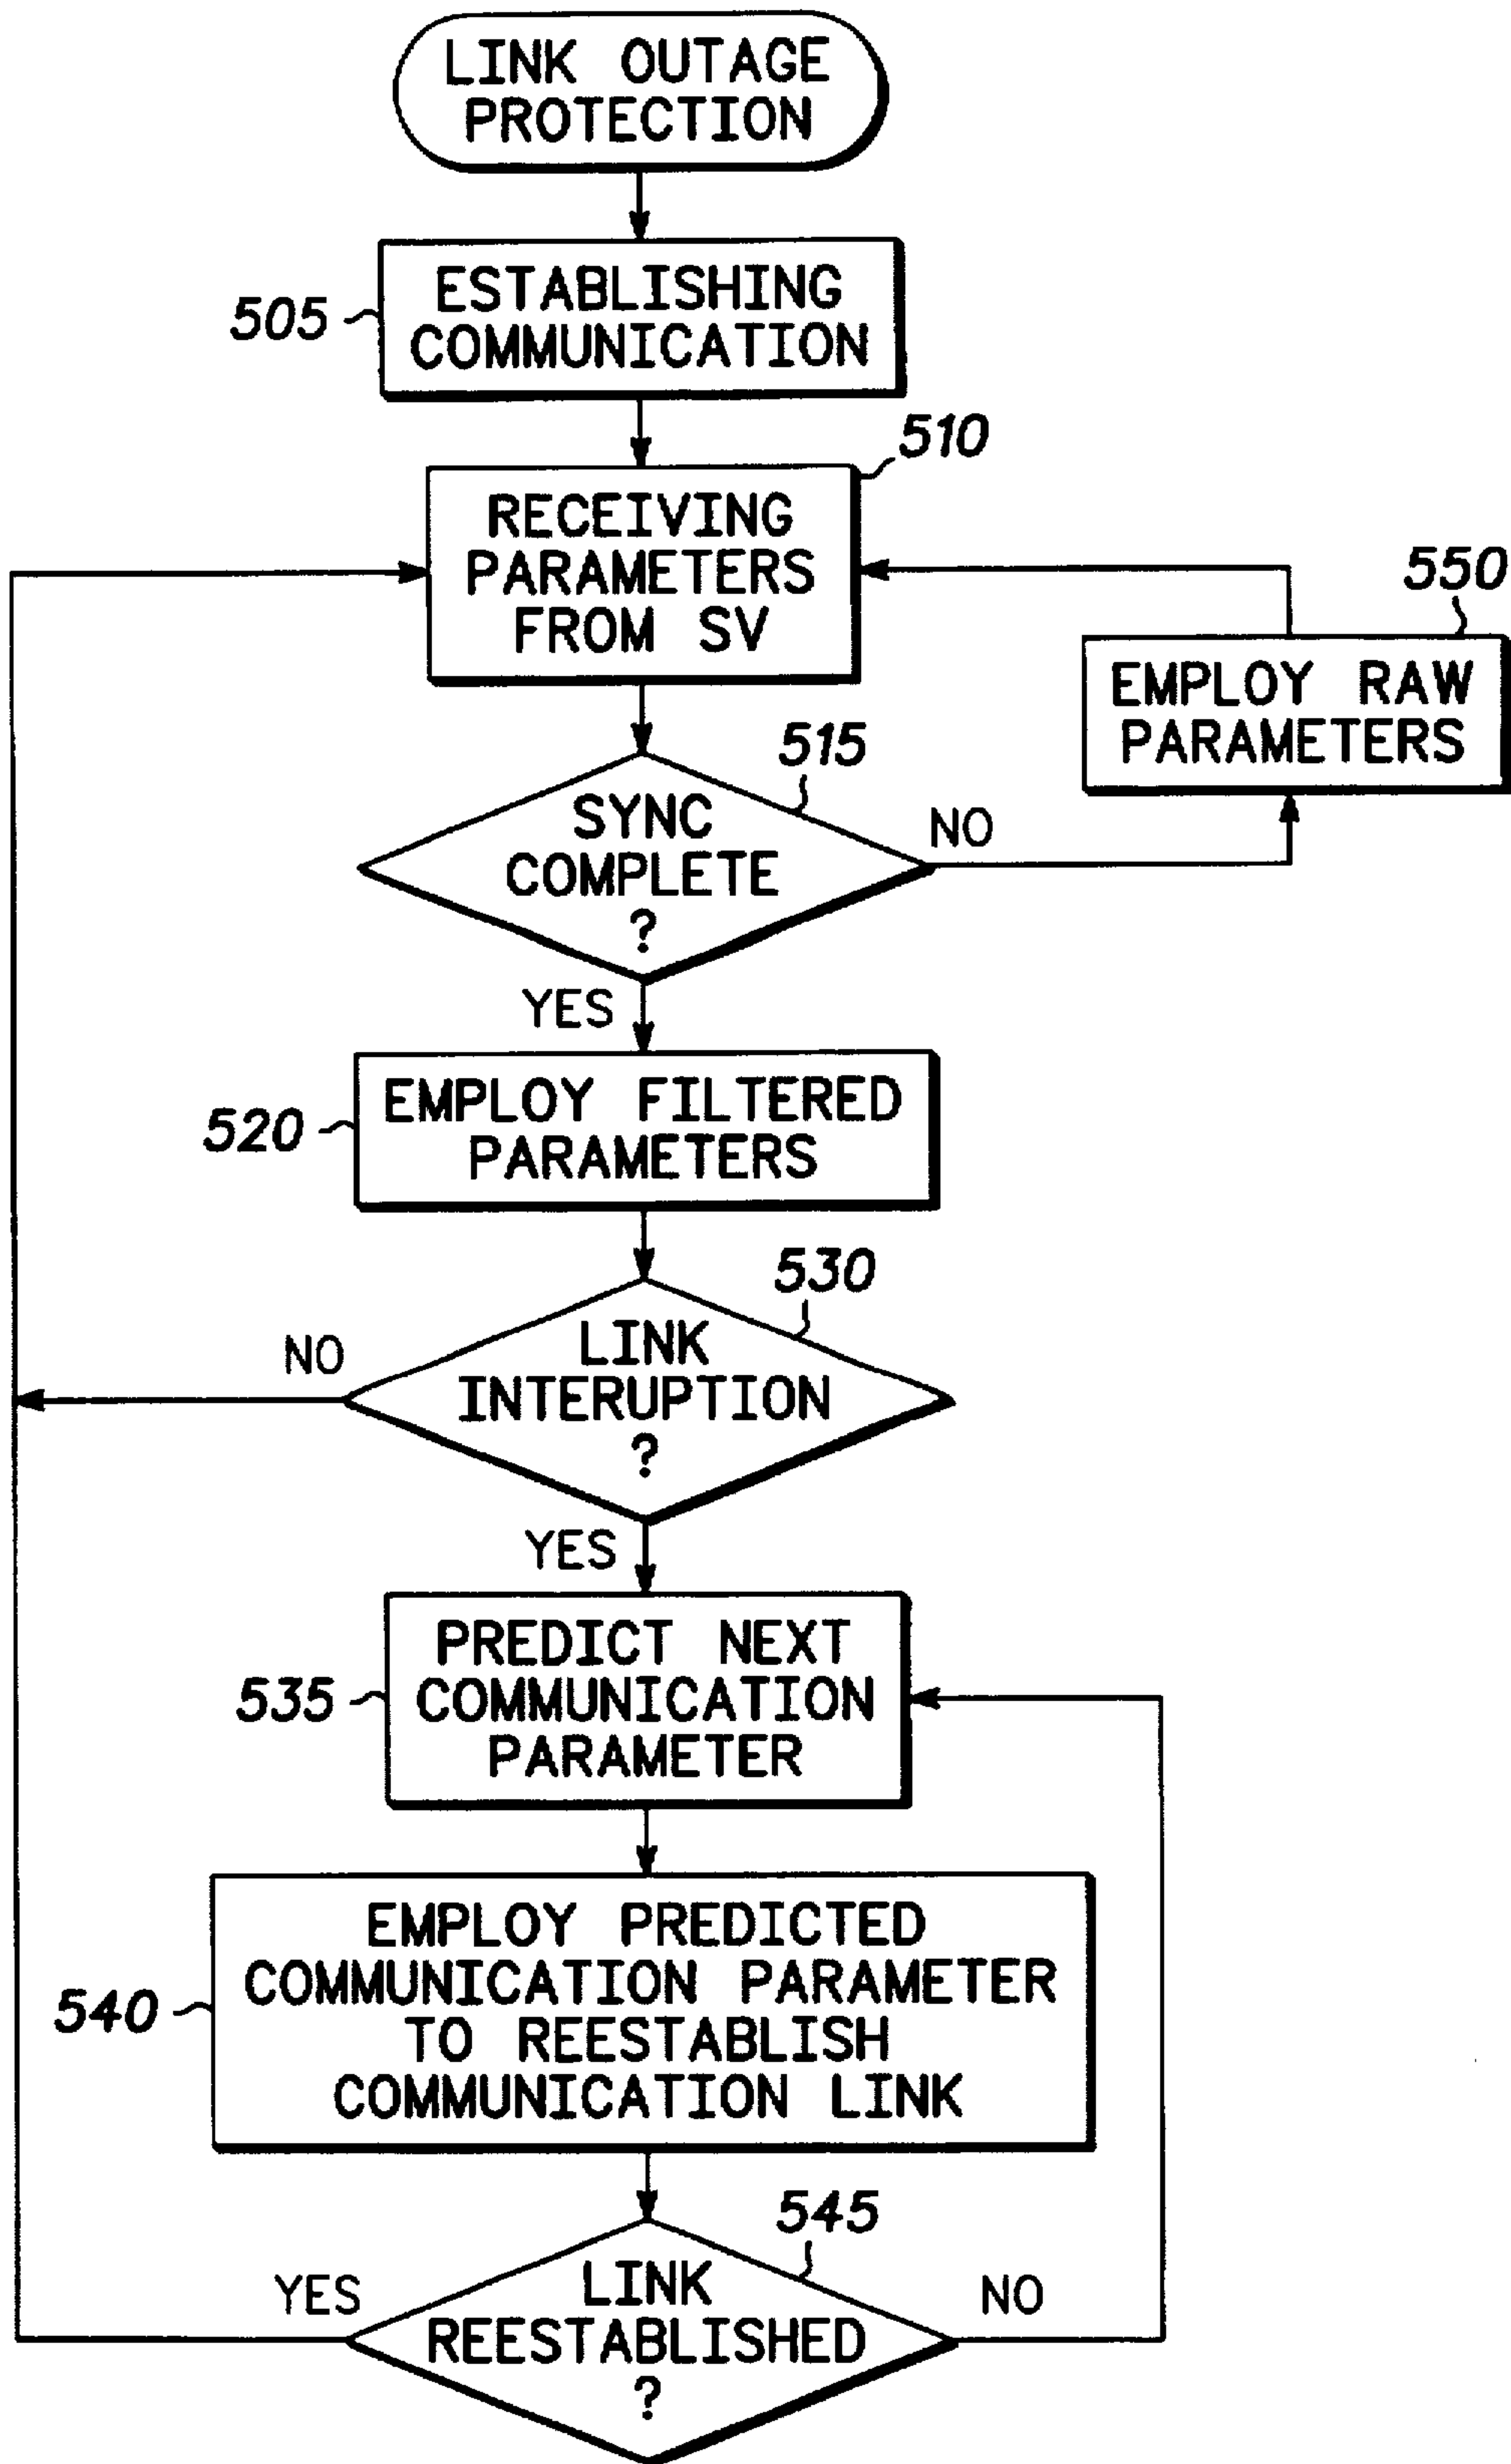 LINK OUTAGE
PROTECTION
505
ESTABLISHING
COMMUNICATION
510
RECEIVING
PARAMETERS
FROM SV
550
EMPLOY RAW
PARAMETERS
515
SYNC
COMPLETE
?
NO
YES
520
EMPLOY FILTERED
PARAMETERS
530
LINK
INTERUPTION
?
NO
YES
535
PREDICT NEXT
COMMUNICATION
PARAMETER
540
EMPLOY PREDICTED
COMMUNICATION PARAMETER
TO REESTABLISH
COMMUNICATION LINK
545
LINK
REESTABLISHED
?
YES
NO